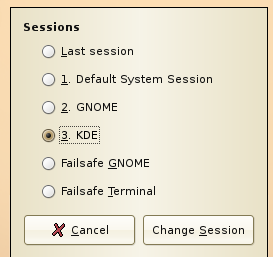 Sessions
Last session
1. Default System Session
2. GNOME
3. KDE
Failsafe GNOME
Failsafe Terminal
Cancel
Change Session